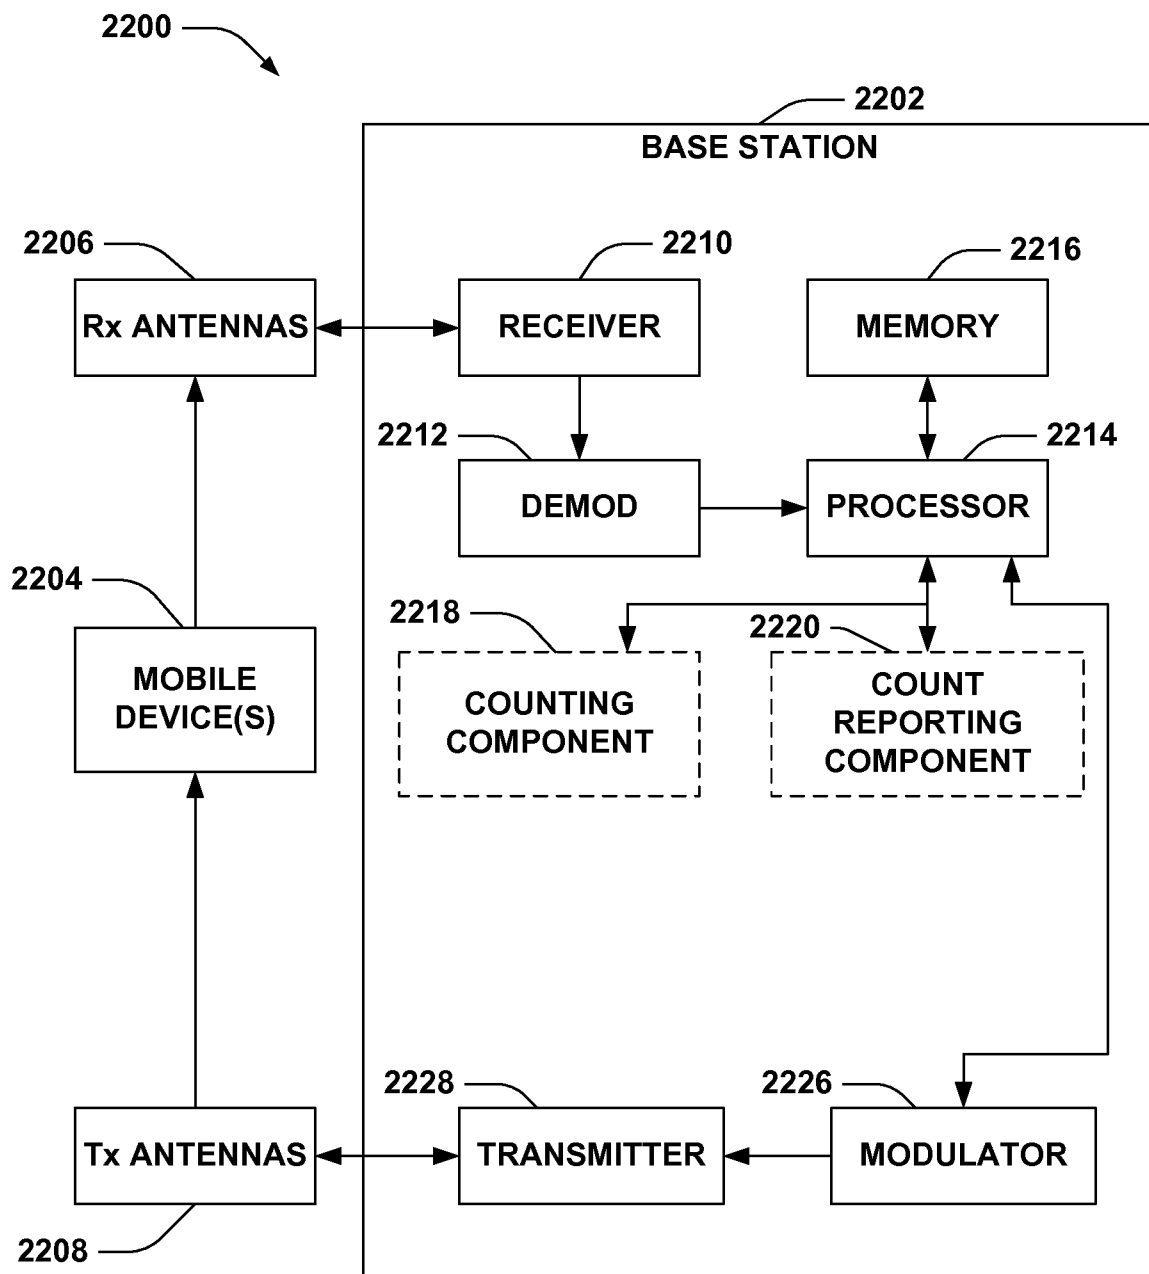 2200
2202
BASE STATION
2206
2210
2216
Rx ANTENNAS
RECEIVER
MEMORY
2212
2214
DEMOD
PROCESSOR
2204
2218
2220
MOBILE
DEVICE(S)
COUNTING
COMPONENT
COUNT
REPORTING
COMPONENT
2228
2226
Tx ANTENNAS
TRANSMITTER
MODULATOR
2208